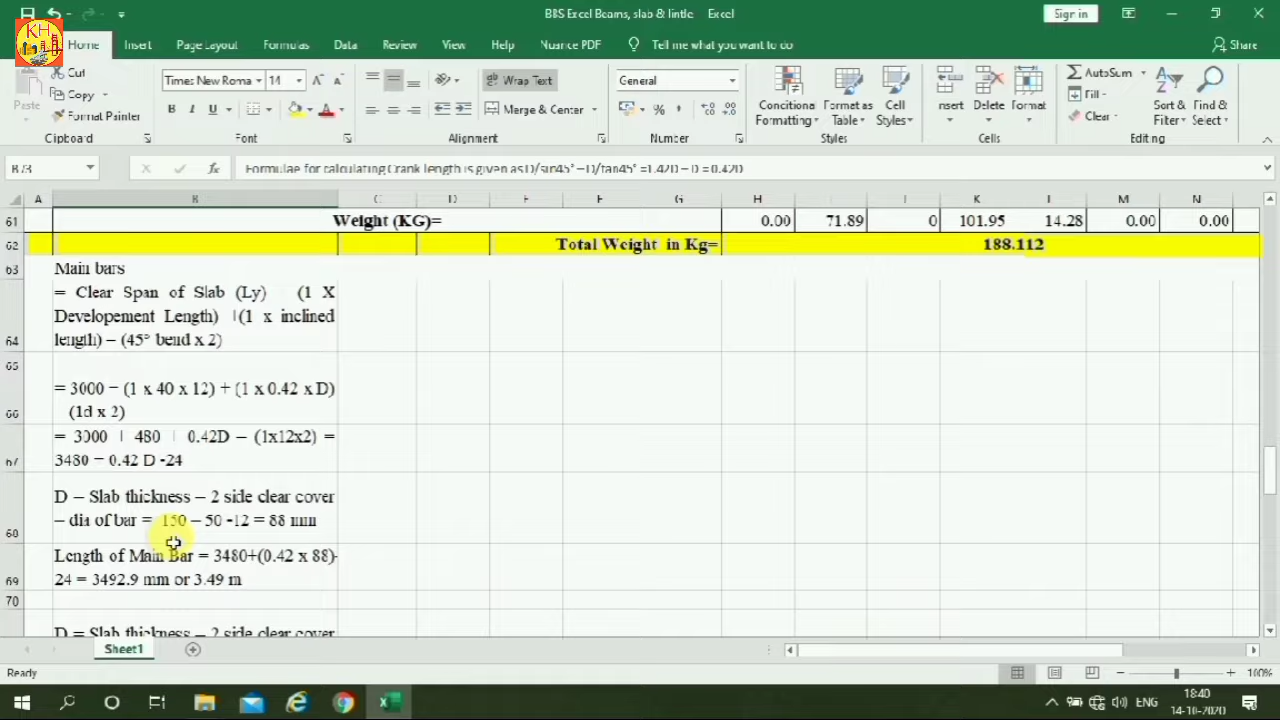 KH
BBS Excel Beams, slab & lintle - Excel
Sign in
Home Insert Page Layout Formulas Data Review View Help Nuance PDF Tell me what you want to do Share
Cut
Copy
Format Painter
Paste
Clipboard
Times New Roma 14
B I U
Font
Wrap Text
Merge & Center
Alignment
General
Number
Conditional Formatting
Format as Table
Cell Styles
Styles
Insert Delete Format
Cells
AutoSum
Fill
Clear
Sort & Filter
Find & Select
Editing
B73
Formulae for calculating Crank length is given as D/sin45° – D/tan45° =1.42D – D = 0.42D
A B C D E F G H I J K L M N
61 Weight (KG)= 0.00 71.89 0 101.95 14.28 0.00 0.00
62 Total Weight in Kg= 188.112
63 Main bars
= Clear Span of Slab (Ly) (1 X
Developement Length) +(1 x inclined
64 length) – (45° bend x 2)
65
= 3000 – (1 x 40 x 12) + (1 x 0.42 x D)
66 (1d x 2)
= 3000 + 480 + 0.42D – (1x12x2) =
67 3480 – 0.42 D -24
D – Slab thickness – 2 side clear cover
68 – dia of bar = 150 – 50 -12 = 88 mm
Length of Main Bar = 3480+(0.42 x 88)-
69 24 = 3492.9 mm or 3.49 m
70
D = Slab thickness – 2 side clear cover
Sheet1
Ready
100%
ENG
18:40
14-10-2020